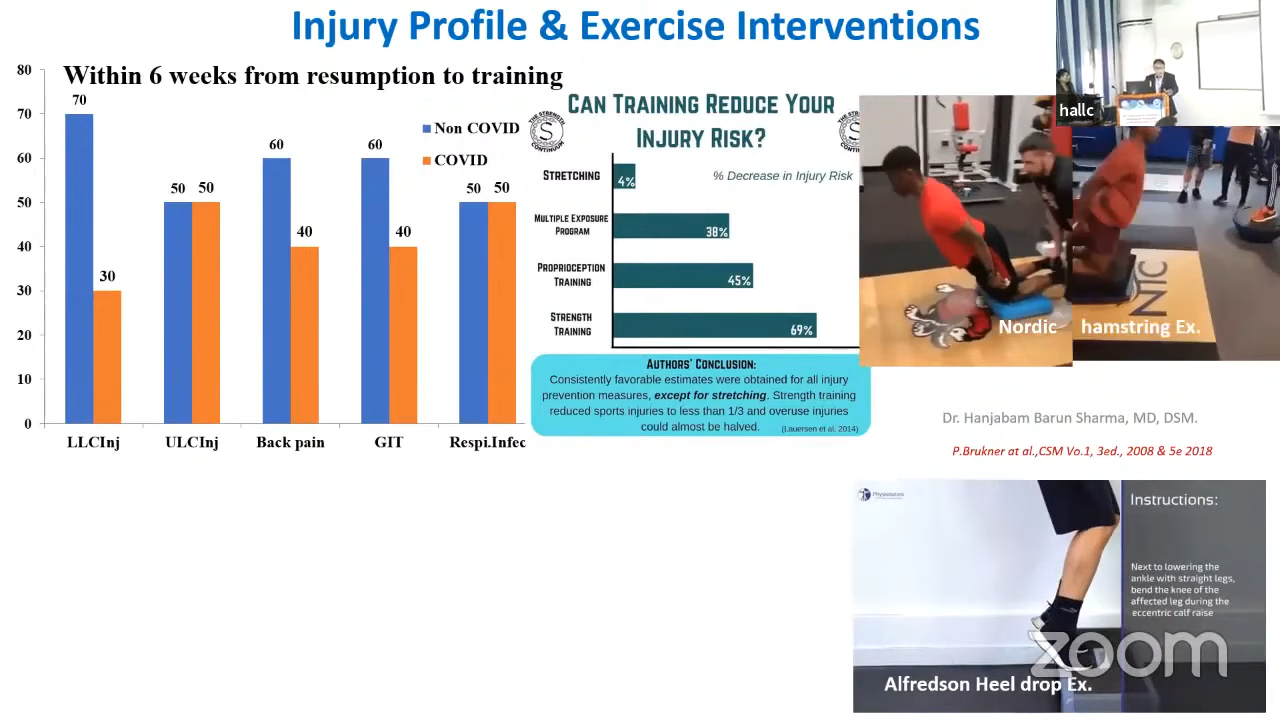 Injury Profile & Exercise Interventions
hallc
Within 6 weeks from resumption to training
80
70
60
50
40
30
20
10
0
70
30
50
50
60
40
60
40
50
50
Non COVID
COVID
LLCInj
ULCInj
Back pain
GIT
Respi.Infec
THE STRENGTH
S
CONTINUUM
CAN TRAINING REDUCE YOUR
INJURY RISK?
% Decrease in Injury Risk
STRETCHING
4%
MULTIPLE EXPOSURE
PROGRAM
38%
PROPRIOCEPTION
TRAINING
45%
STRENGTH
TRAINING
69%
AUTHORS' CONCLUSION:
Consistently favorable estimates were obtained for all injury
prevention measures, except for stretching. Strength training
reduced sports injuries to less than 1/3 and overuse injuries
could almost be halved.
(Lauersen et al. 2014)
NTC
Nordic hamstring Ex.
Dr. Hanjabam Barun Sharma, MD, DSM.
P.Brukner at al.,CSM Vo.1, 3ed., 2008 & 5e 2018
Instructions:
Next to lowering the
ankle with straight legs,
bend the knee of the
affected leg during the
eccentric calf raise
zoom
Alfredson Heel drop Ex.